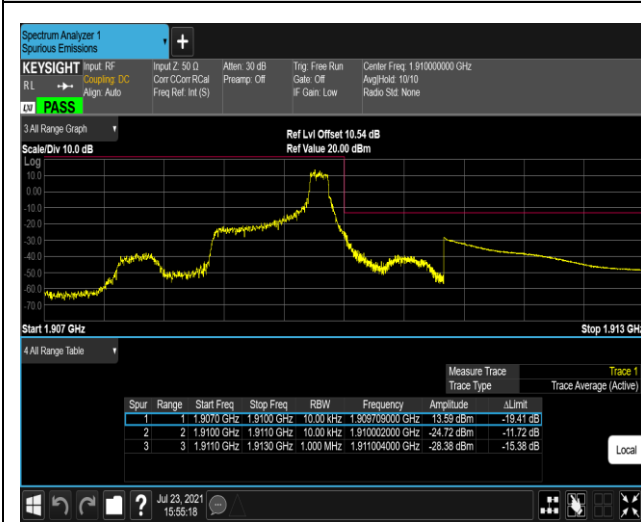 Spectrum Analyzer 1
Spurious Emissions
KEYSIGHT Input: RF Input Z: 50 Ω Atten: 30 dB Trig: Free Run Center Freq: 1.910000000 GHz
RL Coupling: DC Corr CCorr RCal Preamp: Off Gate: Off Avg|Hold: 10/10
Align: Auto Freq Ref: Int (S) IF Gain: Low Radio Std: None
LXI PASS
3 All Range Graph
Ref Lvl Offset 10.54 dB
Scale/Div 10.0 dB Ref Value 20.00 dBm
Log
10.0
0.00
-10.0
-20.0
-30.0
-40.0
-50.0
-60.0
-70.0
Start 1.907 GHz Stop 1.913 GHz
4 All Range Table
Measure Trace Trace 1
Trace Type Trace Average (Active)
Spur Range Start Freq Stop Freq RBW Frequency Amplitude ΔLimit
1 1 1.9070 GHz 1.9100 GHz 10.00 kHz 1.909709000 GHz 13.59 dBm -19.41 dB
2 2 1.9100 GHz 1.9110 GHz 10.00 kHz 1.910002000 GHz -24.72 dBm -11.72 dB
3 3 1.9110 GHz 1.9130 GHz 1.000 MHz 1.911004000 GHz -28.38 dBm -15.38 dB
Local
Jul 23, 2021
15:55:18